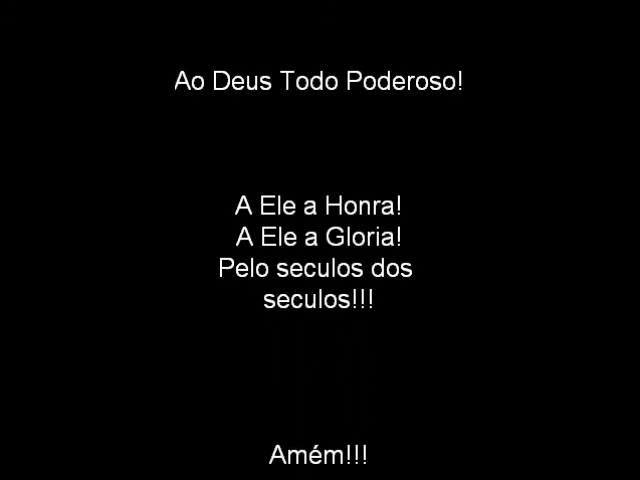 Ao Deus Todo Poderoso!
A Ele a Honra!
A Ele a Gloria!
Pelo seculos dos
seculos!!!
Amém!!!